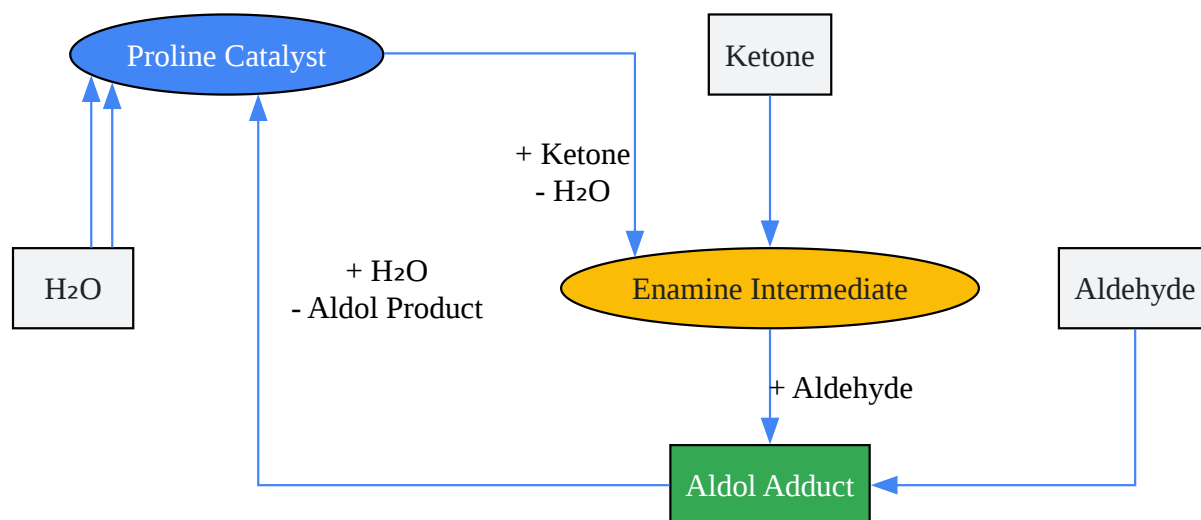 Proline Catalyst
Ketone
+ Ketone
- H₂O
H₂O
+ H₂O
- Aldol Product
Enamine Intermediate
Aldehyde
+ Aldehyde
Aldol Adduct